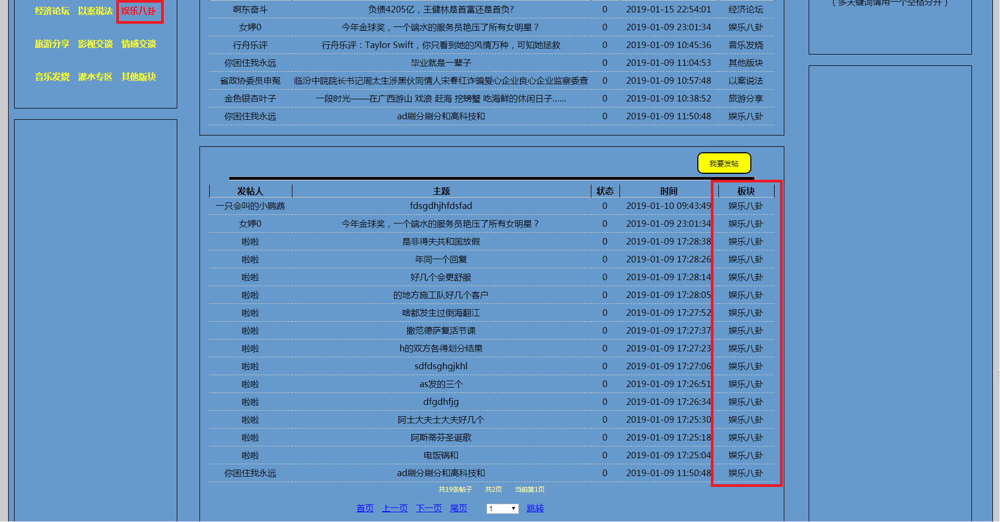 经济论坛 以案说法 娱乐八卦
旅游分享 影视交谈 情感交谈
音乐发烧 灌水专区 其他版块
啊东奋斗 负债4205亿，王健林是首富还是首负? 0 2019-01-15 22:54:01 经济论坛
女婷0 今年金球奖，一个端水的服务员艳压了所有女明星？ 0 2019-01-09 23:01:34 娱乐八卦
行舟乐评 行舟乐评：Taylor Swift，你只看到她的风情万种，可知她拯救 0 2019-01-09 10:45:36 音乐发烧
你困住我永远 毕业就是一辈子 0 2019-01-09 11:04:53 其他版块
省政协委员申冤 临汾中院院长书记周太生涉黑伙同情人宋春红诈骗爱心企业良心企业监察委查 0 2019-01-09 10:57:48 以案说法
金色银杏叶子 一段时光——在广西游山 戏浪 赶海 挖螃蟹 吃海鲜的休闲日子...... 0 2019-01-09 10:38:52 旅游分享
你困住我永远 ad刷分刷分和高科技和 0 2019-01-09 11:50:48 娱乐八卦
（多关键词请用一个空格分开）
我要发帖
发帖人 主题 状态 时间 板块
一只会叫的小鹦鹉 fdsgdhjhfdsfad 0 2019-01-10 09:43:49 娱乐八卦
女婷0 今年金球奖，一个端水的服务员艳压了所有女明星？ 0 2019-01-09 23:01:34 娱乐八卦
啦啦 是非得失共和国放假 0 2019-01-09 17:28:38 娱乐八卦
啦啦 年同一个回复 0 2019-01-09 17:28:26 娱乐八卦
啦啦 好几个会更舒服 0 2019-01-09 17:28:14 娱乐八卦
啦啦 的地方施工队好几个客户 0 2019-01-09 17:28:05 娱乐八卦
啦啦 啥都发生过倒海翻江 0 2019-01-09 17:27:52 娱乐八卦
啦啦 撒范德萨复活节课 0 2019-01-09 17:27:37 娱乐八卦
啦啦 h的双方各得划分结果 0 2019-01-09 17:27:23 娱乐八卦
啦啦 sdfdsghgjkhl 0 2019-01-09 17:27:06 娱乐八卦
啦啦 as发的三个 0 2019-01-09 17:26:51 娱乐八卦
啦啦 dfgdhfjg 0 2019-01-09 17:26:34 娱乐八卦
啦啦 阿士大夫士大夫好几个 0 2019-01-09 17:25:30 娱乐八卦
啦啦 阿斯蒂芬圣诞歌 0 2019-01-09 17:25:18 娱乐八卦
啦啦 电饭锅和 0 2019-01-09 17:25:04 娱乐八卦
你困住我永远 ad刷分刷分和高科技和 0 2019-01-09 11:50:48 娱乐八卦
共19条帖子 共2页 当前第1页
首页 上一页 下一页 尾页 1 跳转